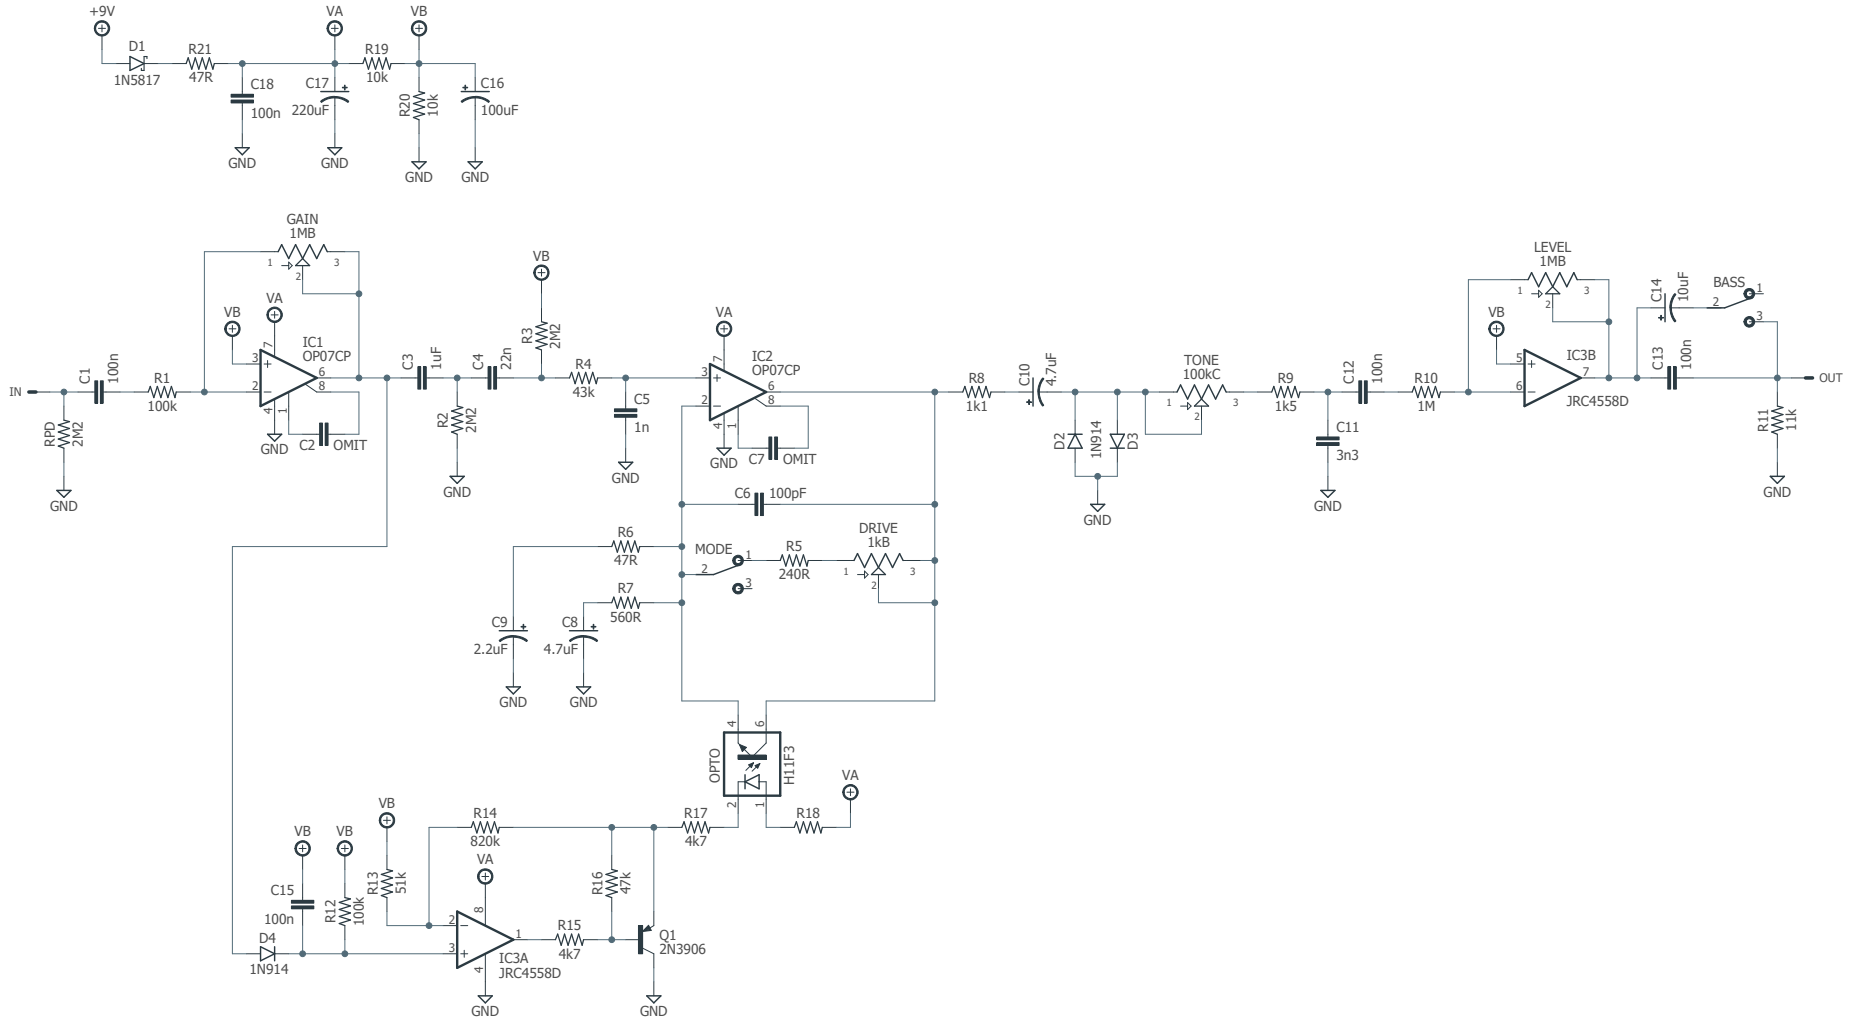 +9V
D1
1N5817
R21
47R
C18
100n
VA
C17
+
220uF
GND
GND
R19
10k
VB
R20
10k
GND
+
C16
100uF
GND
IN
RPD
2M2
GND
C1
100n
R1
100k
GAIN
1MB
1
2
3
VB
VA
3
+
2
−
7
6
8
4
1
IC1
OP07CP
GND
C2
OMIT
C3
1uF
R2
2M2
GND
C4
22n
VB
R3
2M2
R4
43k
C5
1n
GND
VA
3
+
2
−
7
6
8
4
1
IC2
OP07CP
GND
C7
OMIT
C6
100pF
R6
47R
R7
560R
C9
+
2.2uF
GND
C8
+
4.7uF
GND
MODE
2
1
3
R5
240R
DRIVE
1kB
1
2
3
R8
1k1
C10
4.7uF
+
D2
1N914
D3
GND
TONE
100kC
1
2
3
R9
1k5
C11
3n3
GND
C12
100n
R10
1M
LEVEL
1MB
1
2
3
VB
5
+
6
−
7
IC3B
JRC4558D
C14
10uF
+
BASS
2
1
3
C13
100n
R11
11k
GND
OUT
4
6
OPTO
H11F3
2
1
R17
4k7
R18
VA
VB
C15
100n
VB
R12
100k
VB
R13
51k
D4
1N914
R14
820k
VA
2
−
3
+
8
1
4
IC3A
JRC4558D
GND
R15
4k7
R16
47k
Q1
2N3906
GND